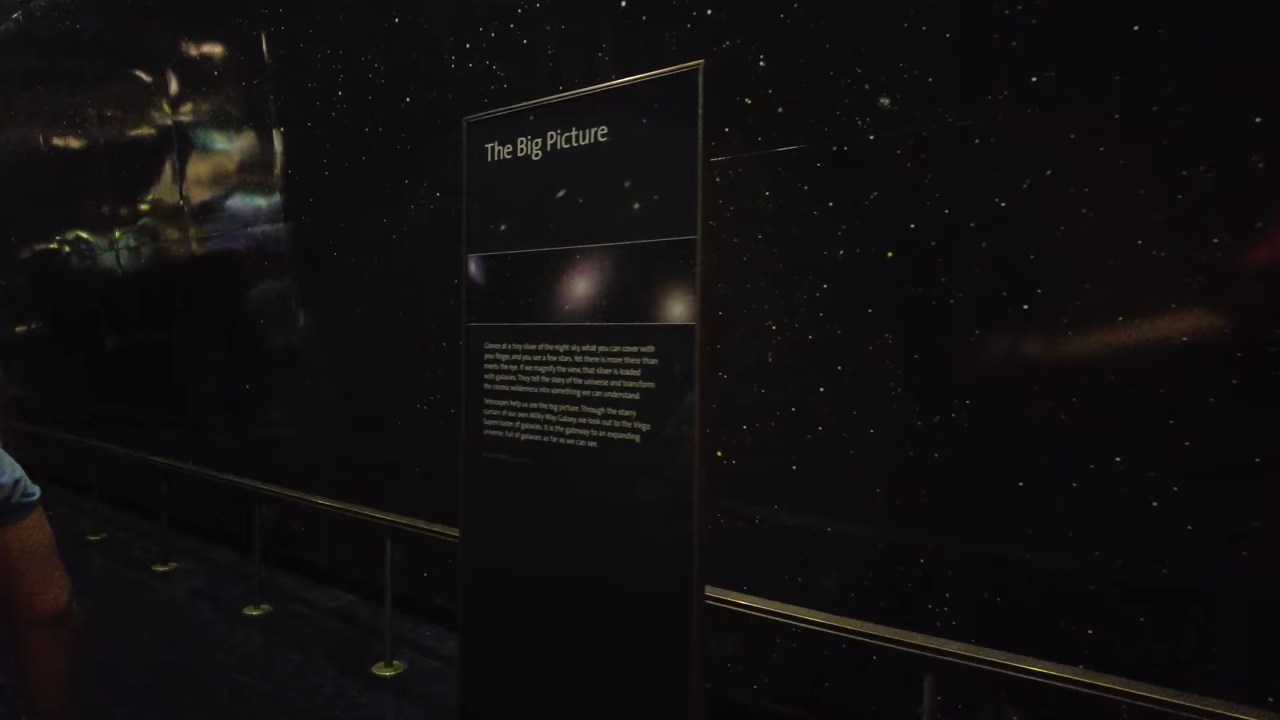 The Big Picture
Glance at a tiny sliver of the night sky, what you can cover with
your finger, and you see a few stars. Yet there is more there than
meets the eye. If we magnify the view, that sliver is loaded
with galaxies. They tell the story of the universe and transform
the cosmic wilderness into something we can understand.
Telescopes help us see the big picture. Through the starry
curtain of our own Milky Way Galaxy, we look out to the Virgo
Supercluster of galaxies. It is the gateway to an expanding
universe, full of galaxies as far as we can see.